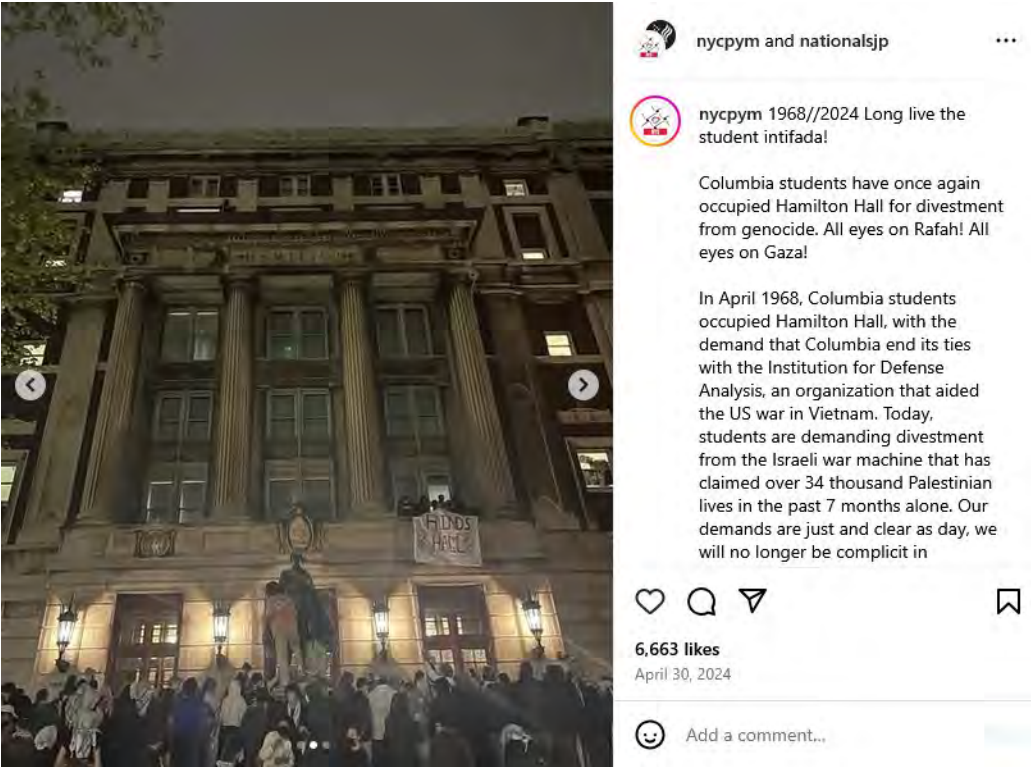 HINDS
HALL
nycpym and nationalsjp
nycpym 1968//2024 Long live the
student intifada!
Columbia students have once again
occupied Hamilton Hall for divestment
from genocide. All eyes on Rafah! All
eyes on Gaza!
In April 1968, Columbia students
occupied Hamilton Hall, with the
demand that Columbia end its ties
with the Institution for Defense
Analysis, an organization that aided
the US war in Vietnam. Today,
students are demanding divestment
from the Israeli war machine that has
claimed over 34 thousand Palestinian
lives in the past 7 months alone. Our
demands are just and clear as day, we
will no longer be complicit in
6,663 likes
April 30, 2024
Add a comment...